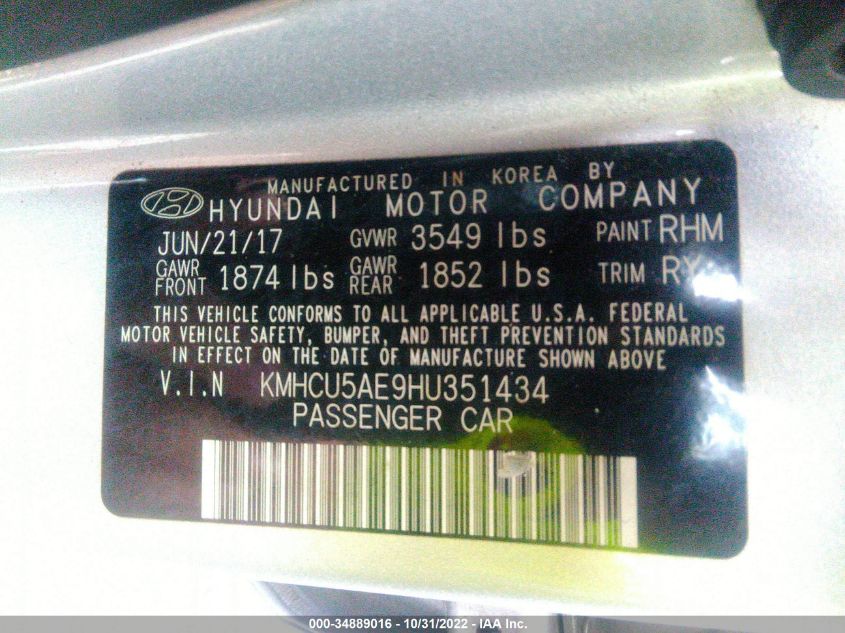 MANUFACTURED IN KOREA BY
HYUNDAI MOTOR COMPANY
JUN/21/17 GVWR 3549 lbs PAINT RHM
GAWR FRONT 1874 lbs GAWR REAR 1852 lbs TRIM RY
THIS VEHICLE CONFORMS TO ALL APPLICABLE U.S.A. FEDERAL
MOTOR VEHICLE SAFETY, BUMPER, AND THEFT PREVENTION STANDARDS
IN EFFECT ON THE DATE OF MANUFACTURE SHOWN ABOVE
V.I.N KMHCU5AE9HU351434
PASSENGER CAR
000-34889016 - 10/31/2022 - IAA Inc.